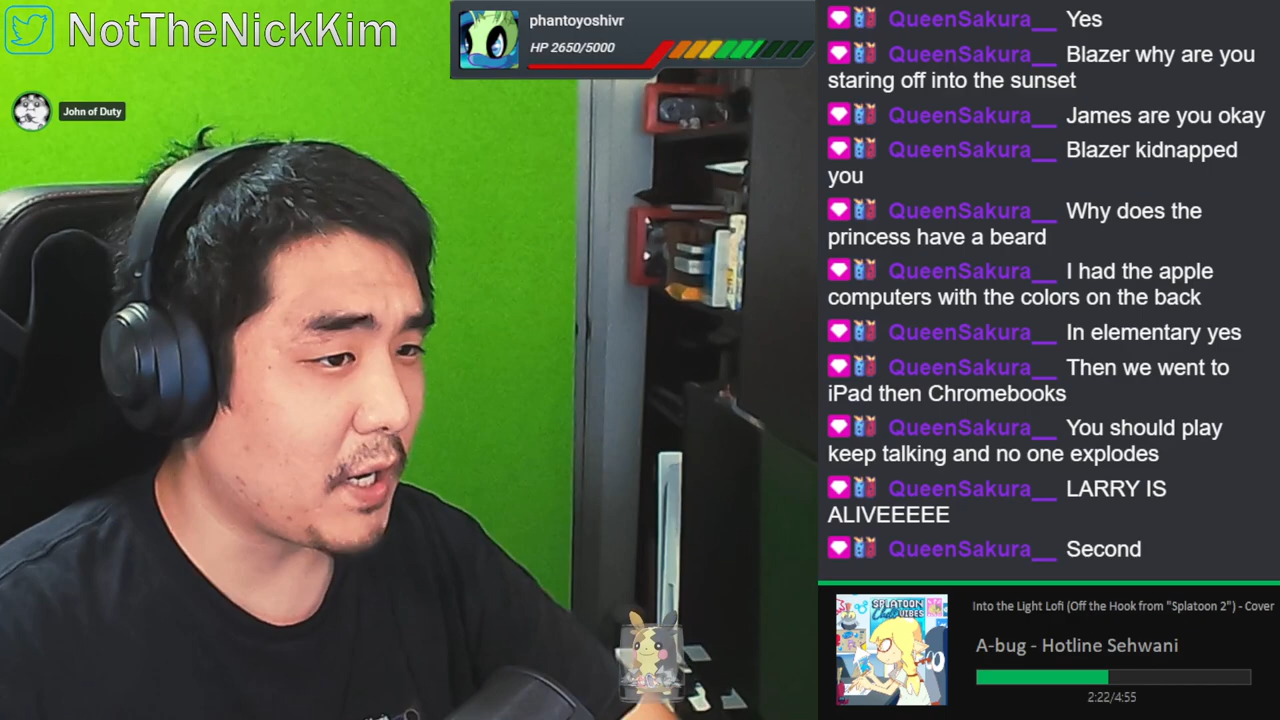 NotTheNickKim
phantoyoshivr
HP 2650/5000
John of Duty
QueenSakura__ Yes
QueenSakura__ Blazer why are you
staring off into the sunset
QueenSakura__ James are you okay
QueenSakura__ Blazer kidnapped
you
QueenSakura__ Why does the
princess have a beard
QueenSakura__ I had the apple
computers with the colors on the back
QueenSakura__ In elementary yes
QueenSakura__ Then we went to
iPad then Chromebooks
QueenSakura__ You should play
keep talking and no one explodes
QueenSakura__ LARRY IS
ALIVEEEEE
QueenSakura__ Second
SPLATOON
Chill VIBES
Into the Light Lofi (Off the Hook from "Splatoon 2") - Cover
A-bug - Hotline Sehwani
2:22/4:55